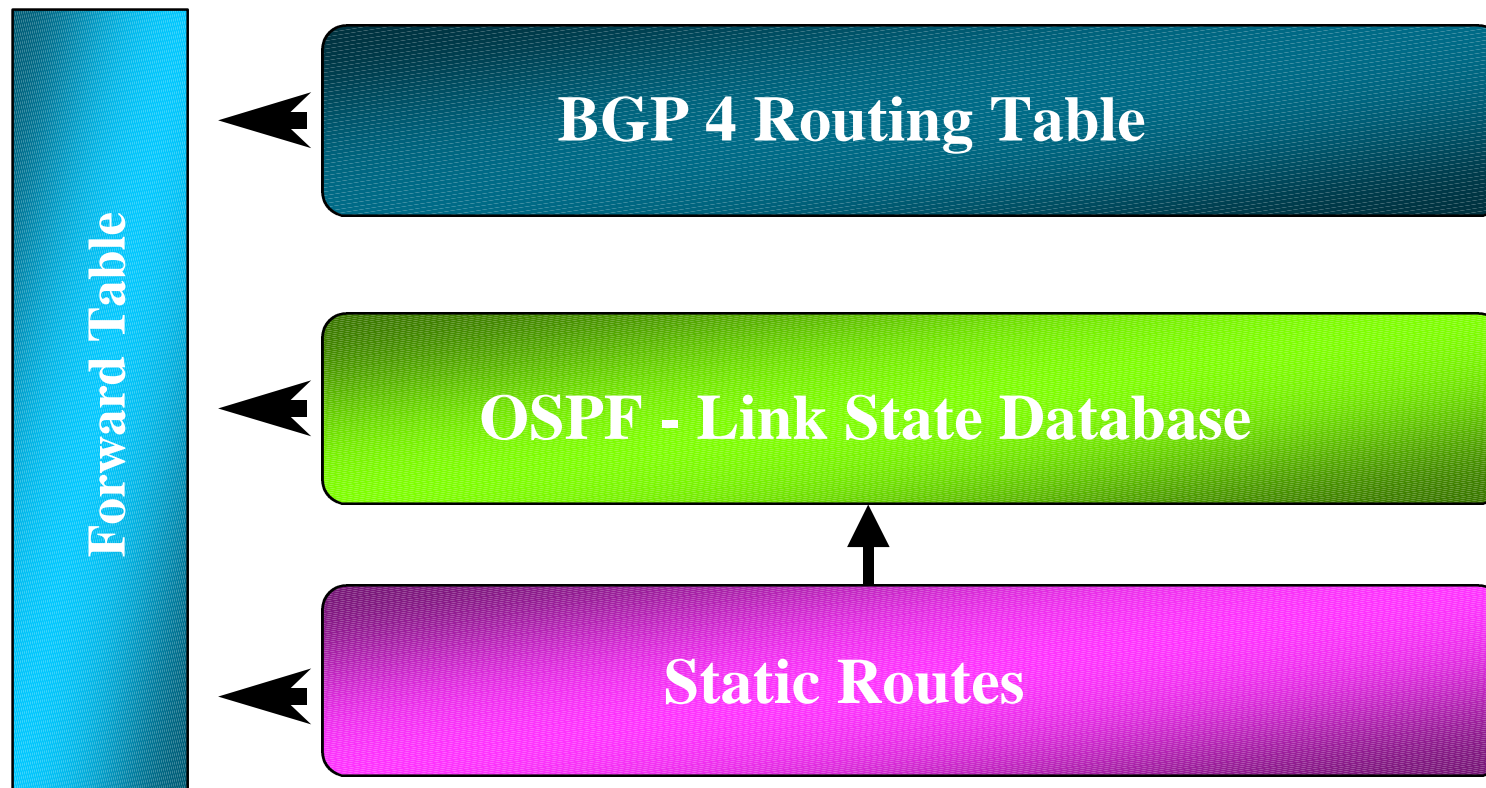 Forward Table
BGP 4 Routing Table
OSPF - Link State Database
Static Routes